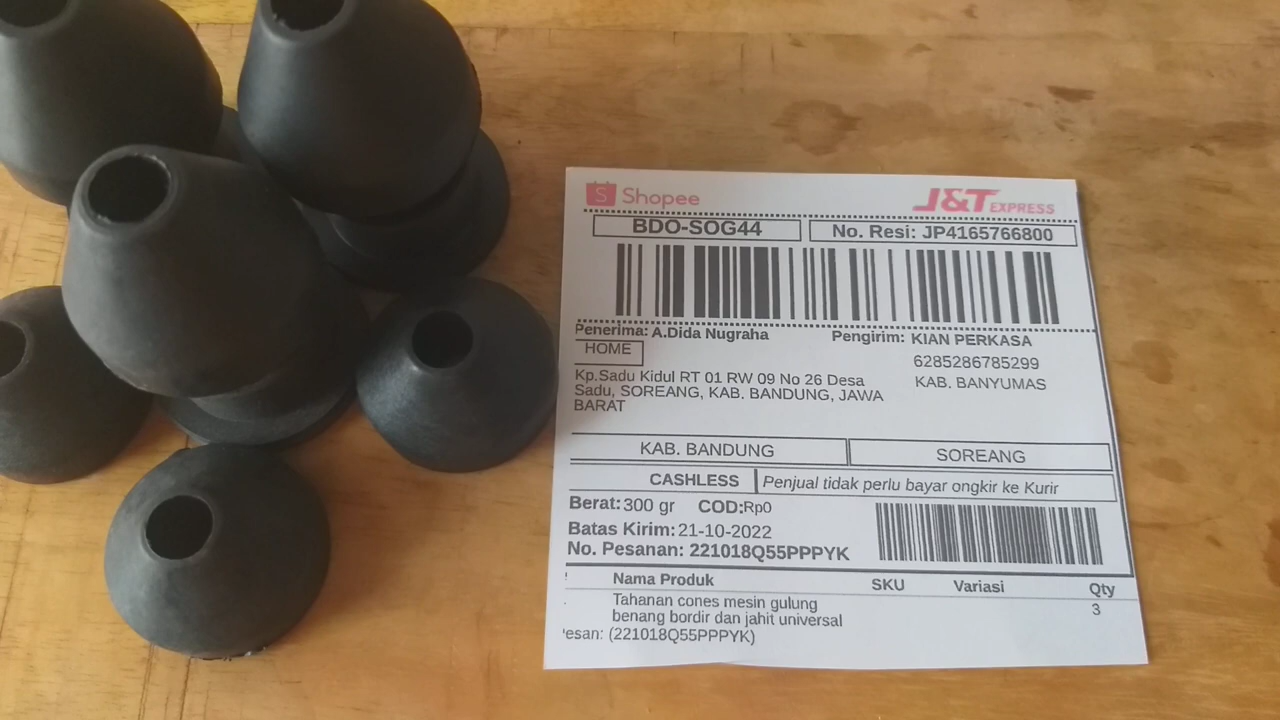 Shopee
J&T EXPRESS
BDO-SOG44
No. Resi: JP4165766800
Penerima: A.Dida Nugraha
Pengirim: KIAN PERKASA
HOME
6285286785299
KAB. BANYUMAS
Kp.Sadu Kidul RT 01 RW 09 No 26 Desa
Sadu, SOREANG, KAB. BANDUNG, JAWA
BARAT
KAB. BANDUNG
SOREANG
CASHLESS
Penjual tidak perlu bayar ongkir ke Kurir
Berat: 300 gr COD:Rp0
Batas Kirim: 21-10-2022
No. Pesanan: 221018Q55PPPYK
Nama Produk SKU Variasi Qty
Tahanan cones mesin gulung 3
benang bordir dan jahit universal
esan: (221018Q55PPPYK)